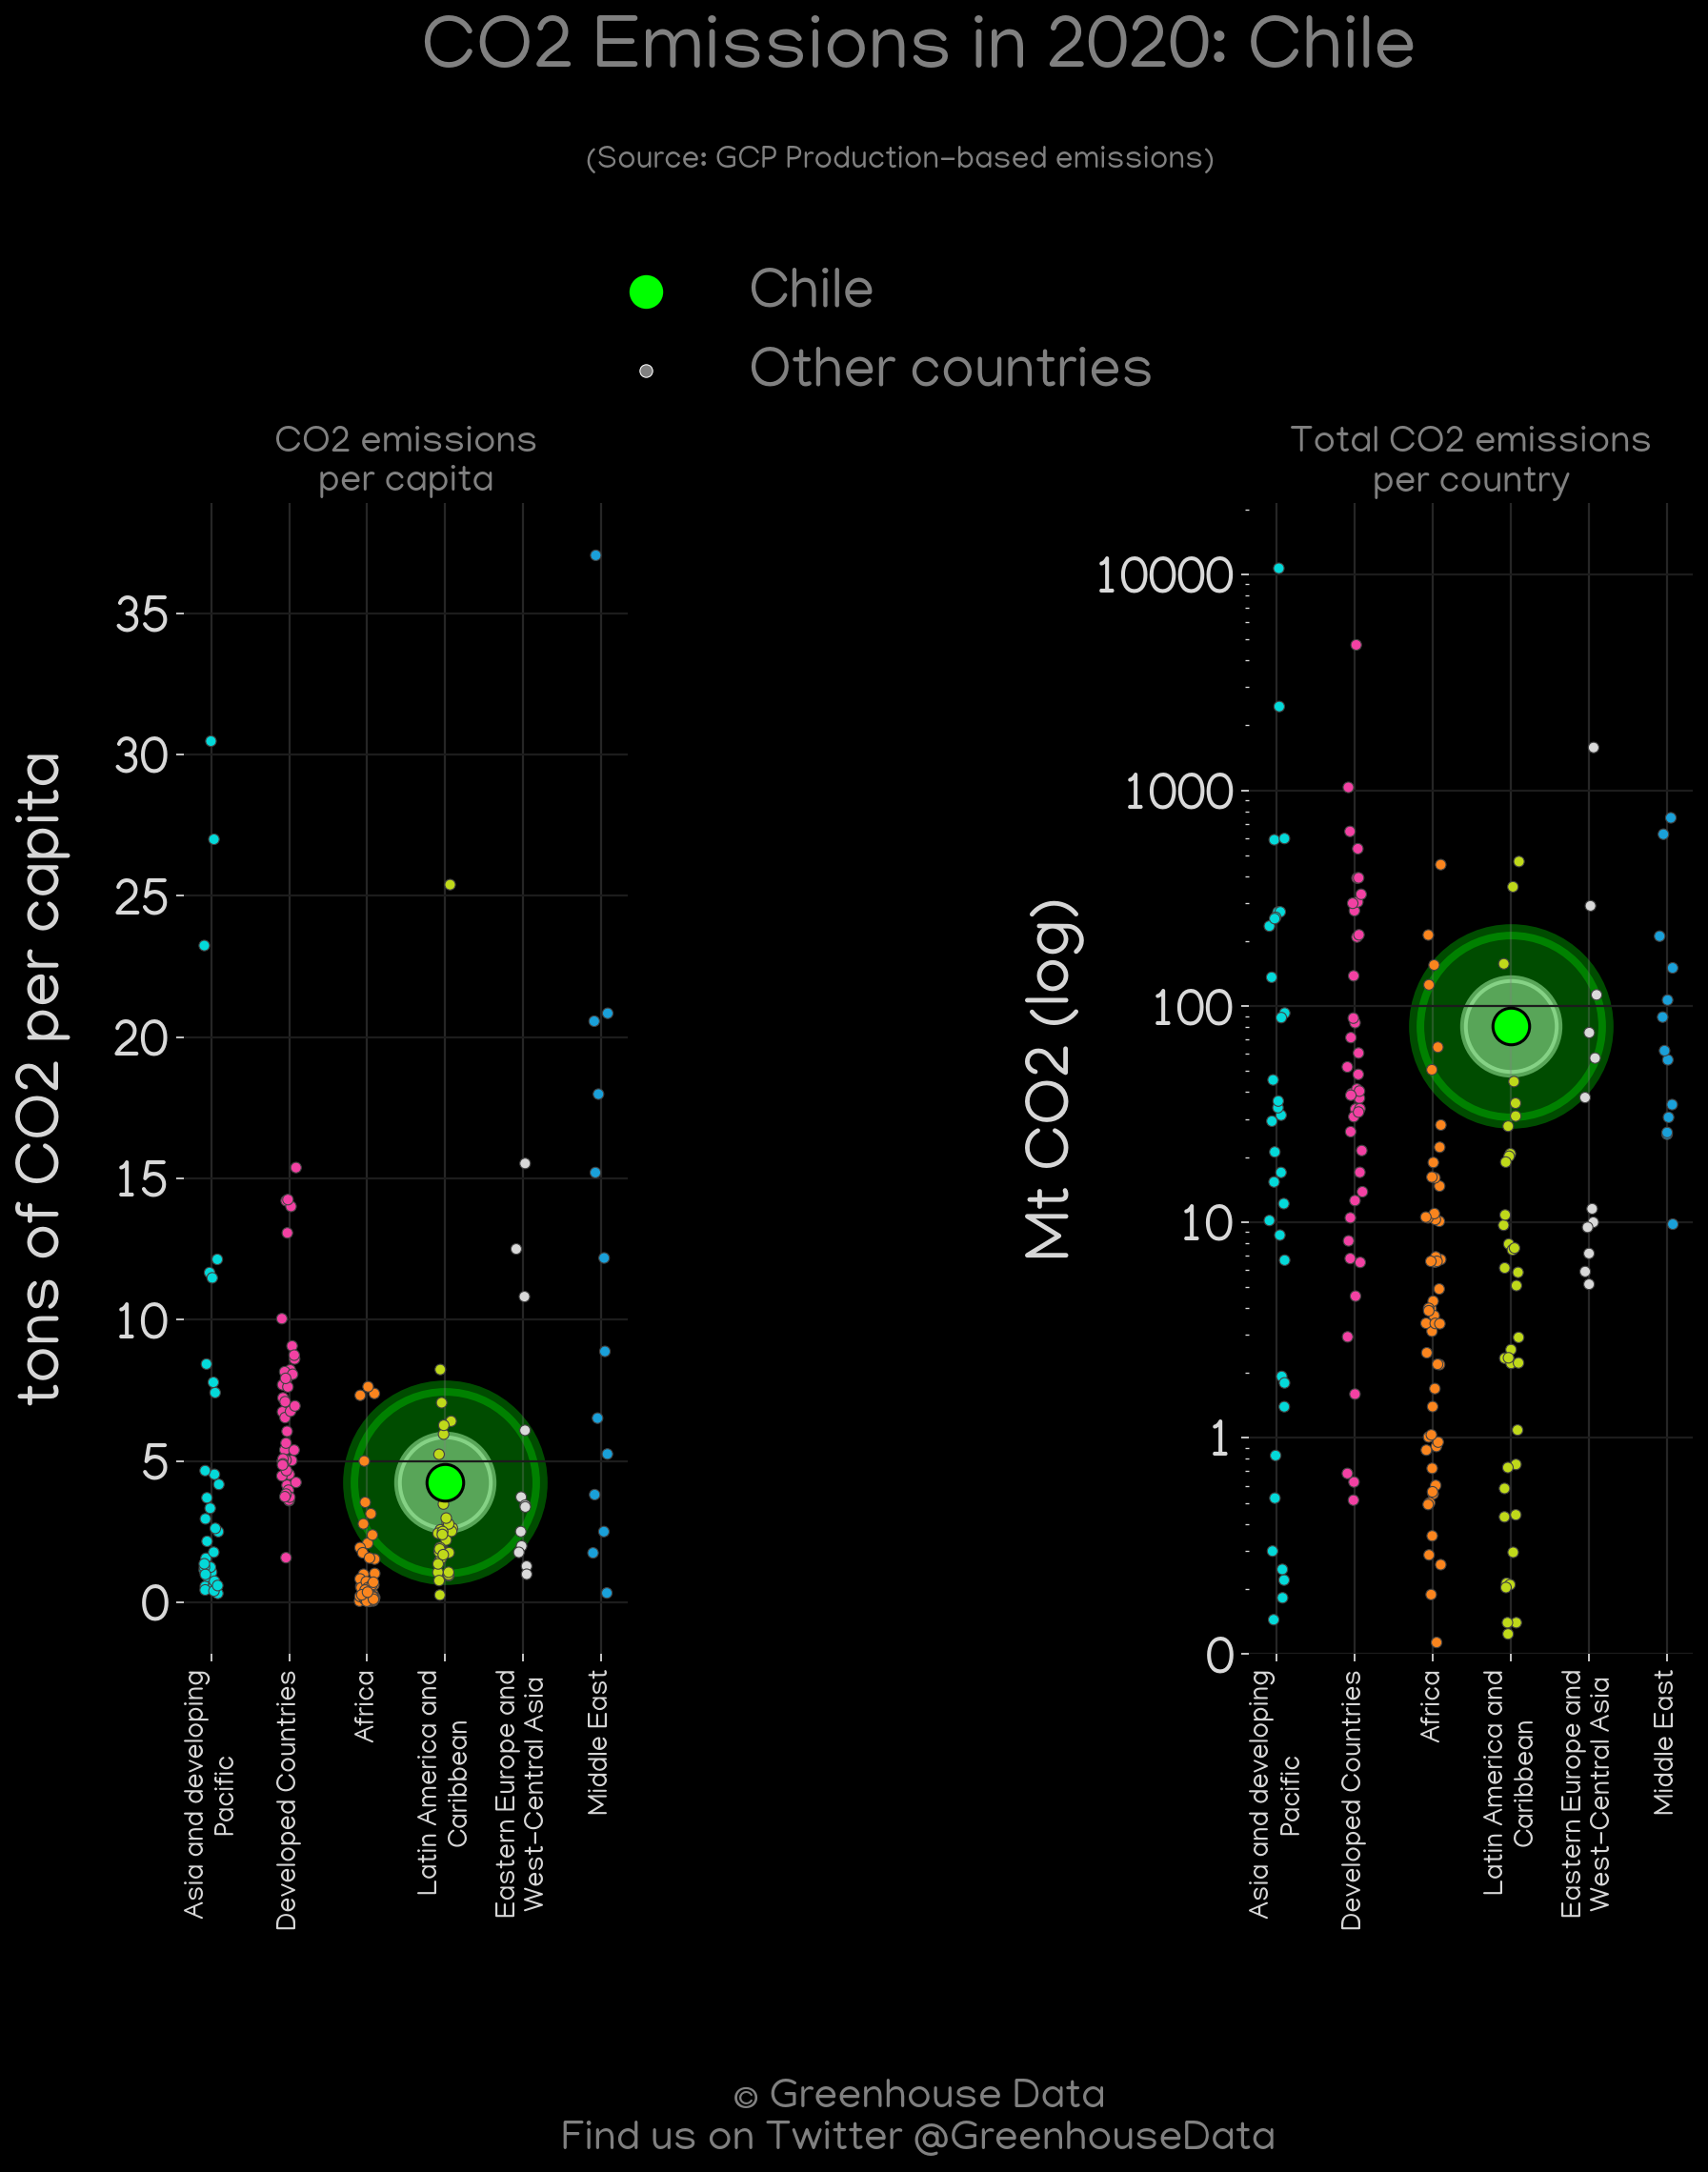 CO2 Emissions in 2020: Chile
(Source: GCP Production-based emissions)
Chile
Other countries
CO2 emissions
per capita
tons of CO2 per capita
35
30
25
20
15
10
5
0
Asia and developing
Pacific
Developed Countries
Africa
Latin America and
Caribbean
Eastern Europe and
West-Central Asia
Middle East
Total CO2 emissions
per country
Mt CO2 (log)
10000
1000
100
10
1
0
Asia and developing
Pacific
Developed Countries
Africa
Latin America and
Caribbean
Eastern Europe and
West-Central Asia
Middle East
© Greenhouse Data
Find us on Twitter @GreenhouseData